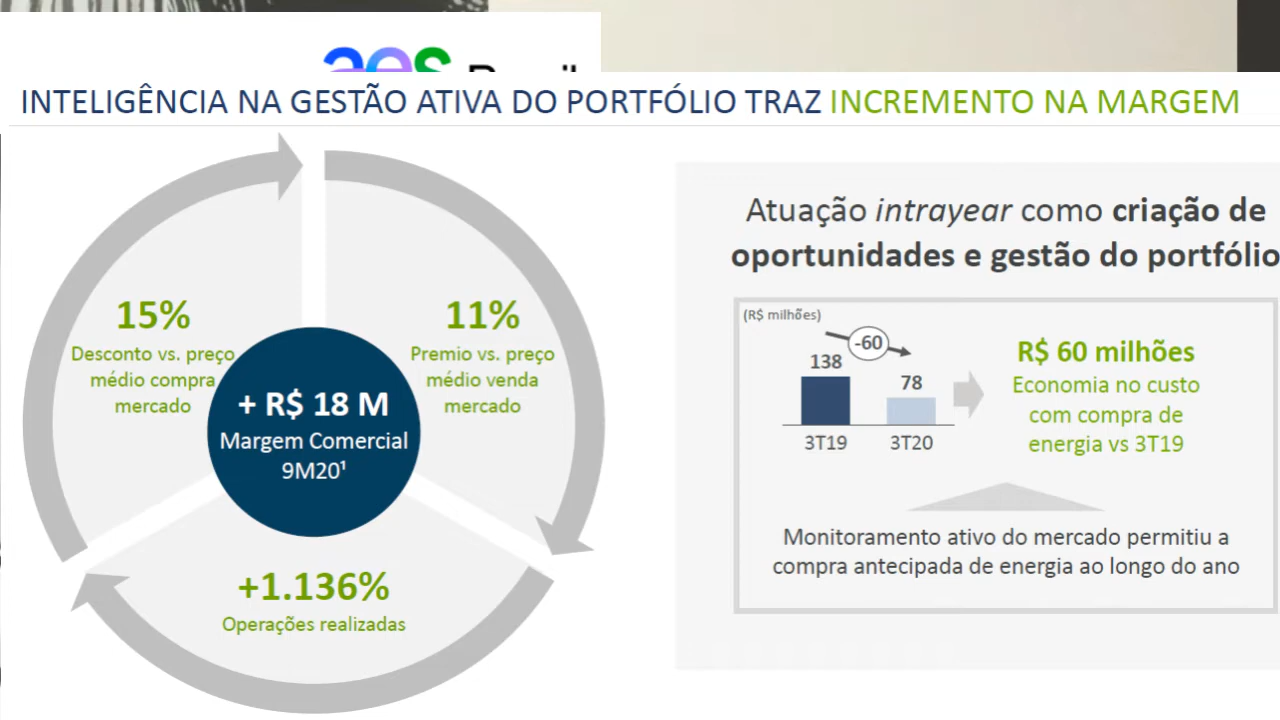 aes Brasil
INTELIGÊNCIA NA GESTÃO ATIVA DO PORTFÓLIO TRAZ INCREMENTO NA MARGEM
15%
Desconto vs. preço
médio compra
mercado
11%
Premio vs. preço
médio venda
mercado
+ R$ 18 M
Margem Comercial
9M20¹
+1.136%
Operações realizadas
Atuação intrayear como criação de
oportunidades e gestão do portfólio
(R$ milhões)
-60
138
78
3T19
3T20
R$ 60 milhões
Economia no custo
com compra de
energia vs 3T19
Monitoramento ativo do mercado permitiu a
compra antecipada de energia ao longo do ano